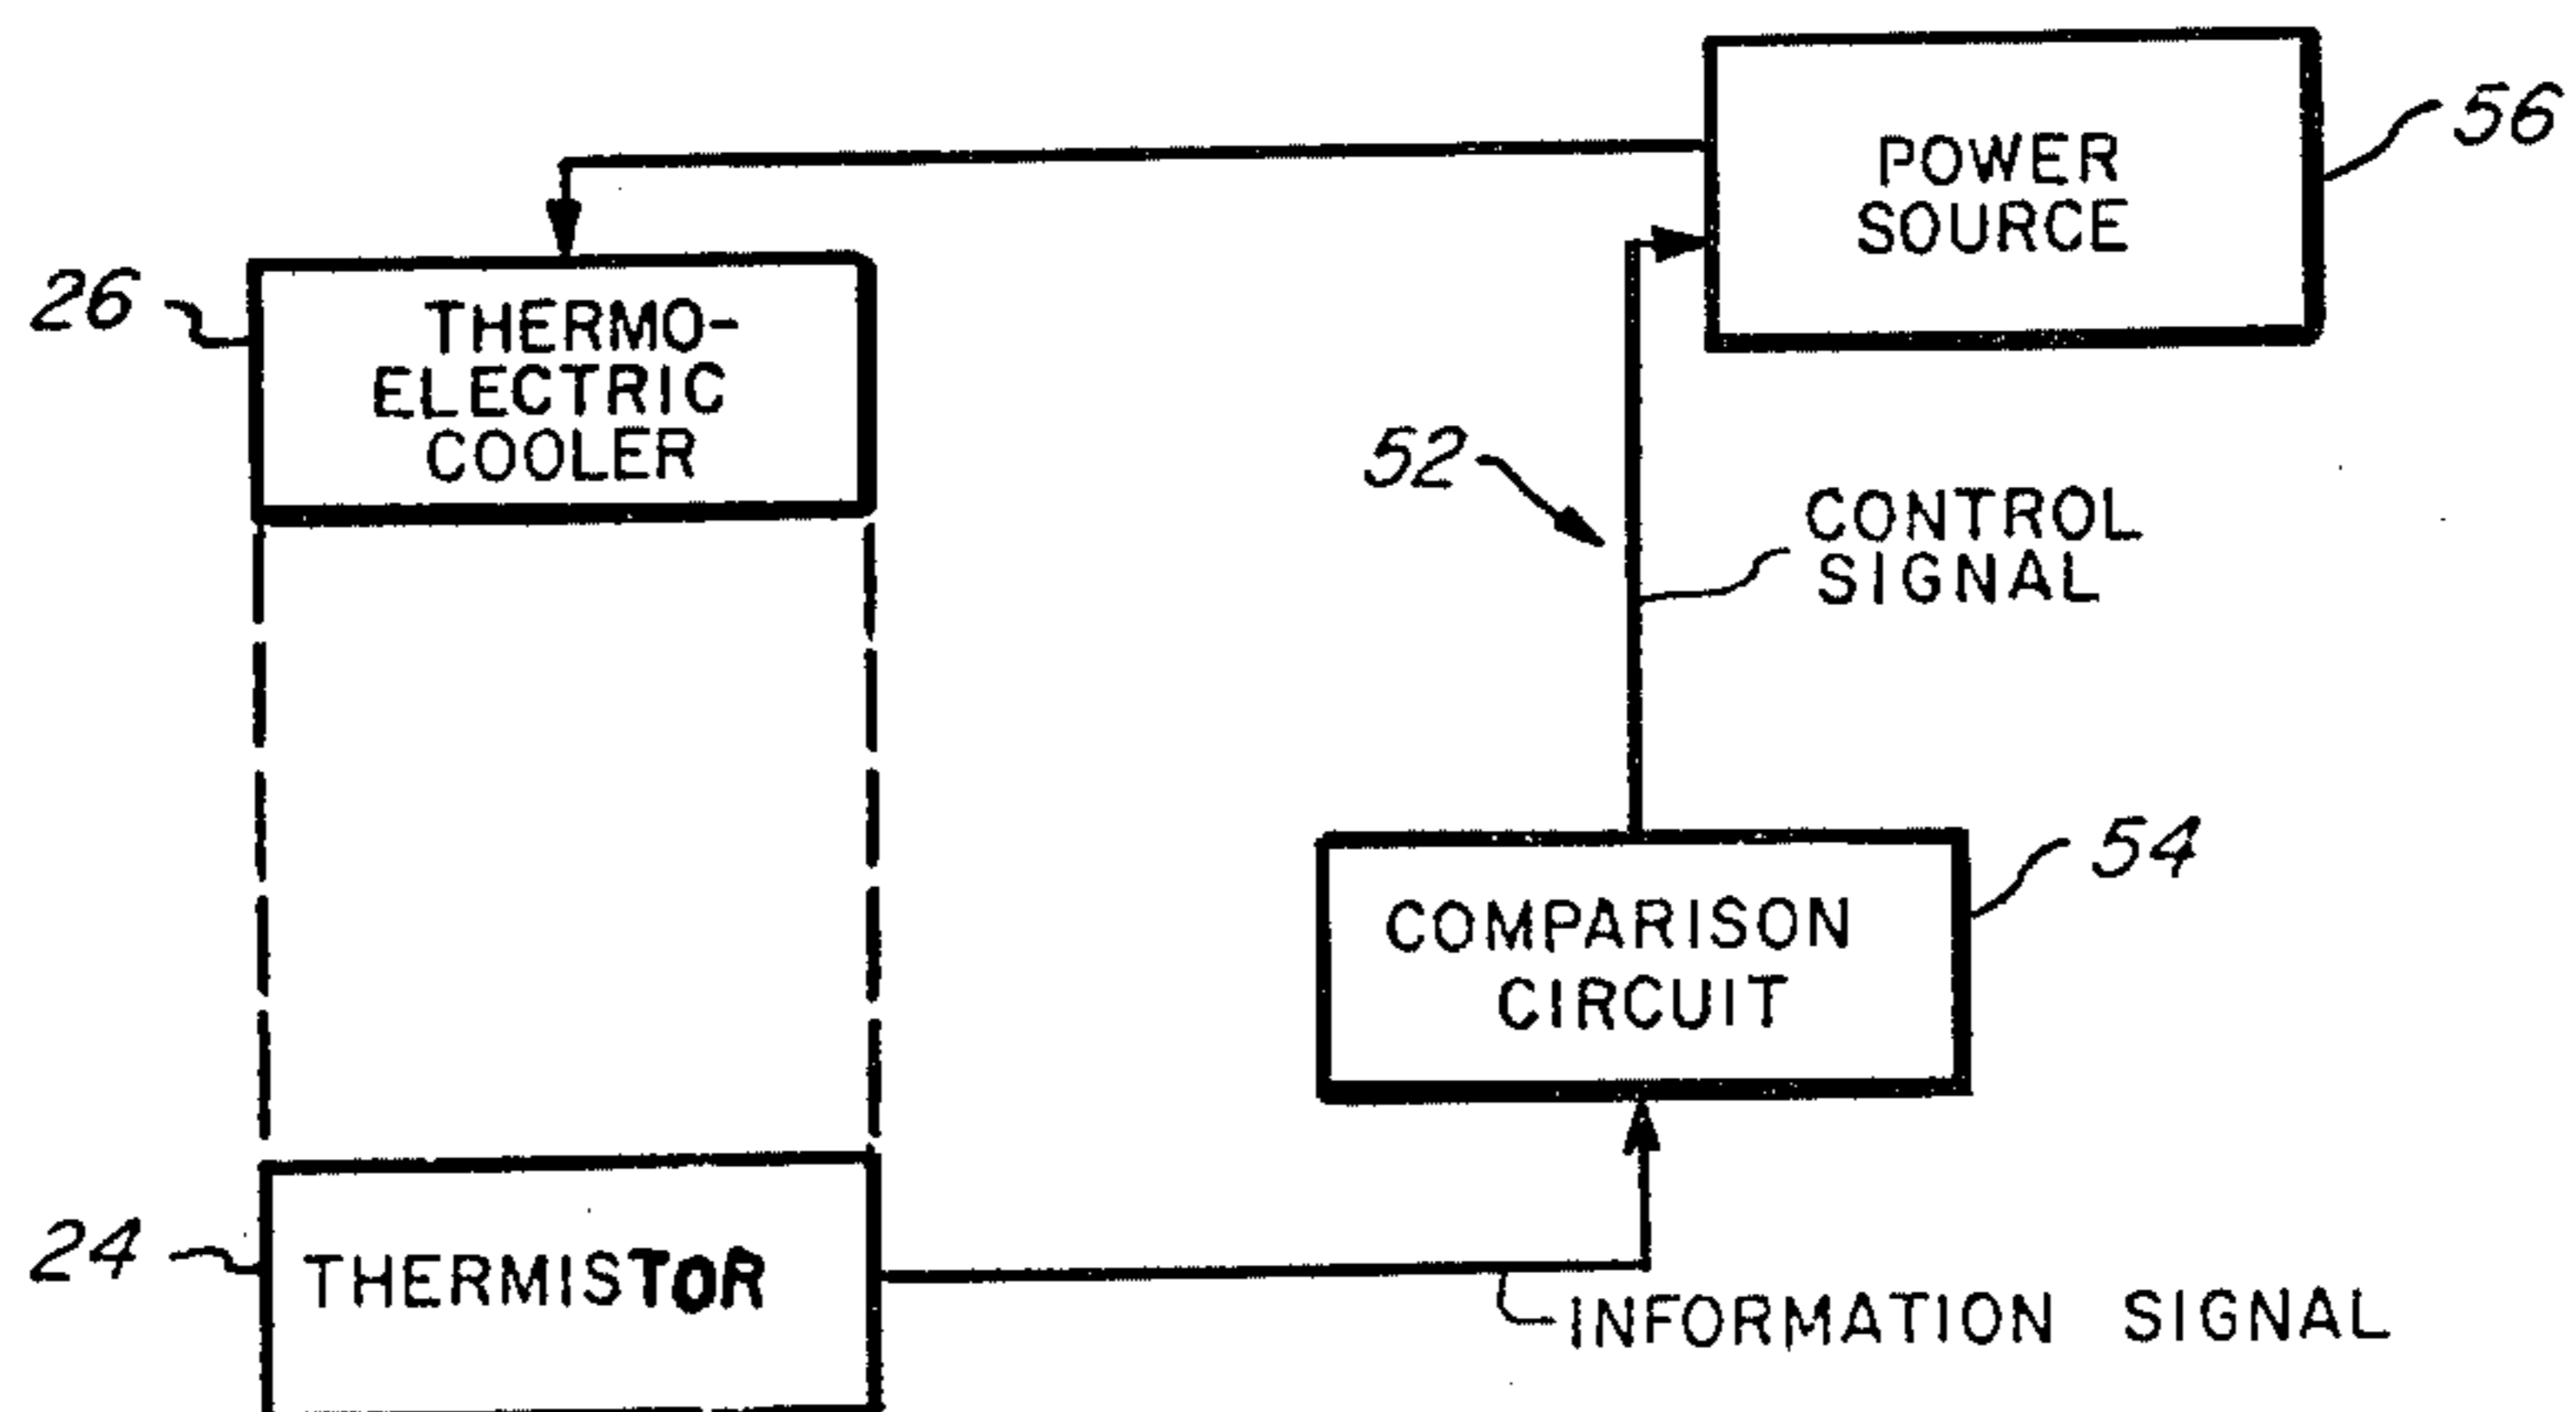 POWER
SOURCE
56
26
THERMO-
ELECTRIC
COOLER
52
CONTROL
SIGNAL
54
COMPARISON
CIRCUIT
24
THERMISTOR
INFORMATION SIGNAL